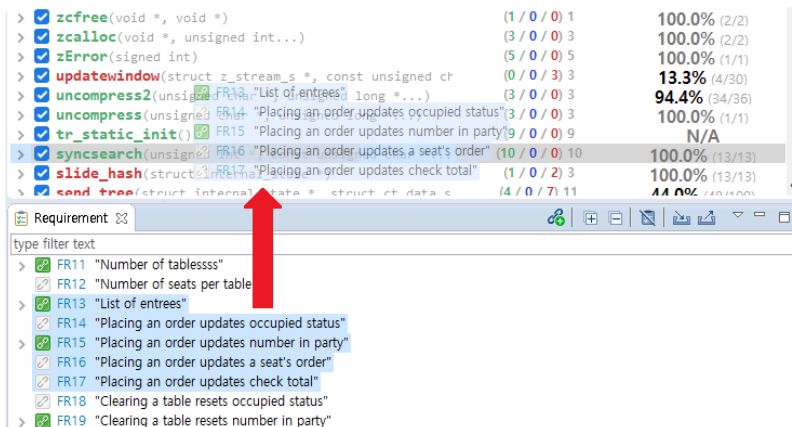 zcfree(void *, void *) (1 / 0 / 0) 1 100.0% (2/2)
zcalloc(void *, unsigned int...) (3 / 0 / 0) 3 100.0% (2/2)
zError(signed int) (5 / 0 / 0) 5 100.0% (1/1)
updatewindow(struct z_stream_s *, const unsigned ch (0 / 0 / 3) 3 13.3% (4/30)
FR13 "List of entrees"
uncompress2(unsigned char *, unsigned long *...) (3 / 0 / 0) 3 94.4% (34/36)
FR14 "Placing an order updates occupied status"
uncompress(unsigned char (3 / 0 / 0) 3 100.0% (1/1)
FR15 "Placing an order updates number in party"
tr_static_init() 9 / 0 / 0) 9 N/A
FR16 "Placing an order updates a seat's order"
syncsearch(unsigned (10 / 0 / 0) 10 100.0% (13/13)
FR17 "Placing an order updates check total"
slide_hash(struct internal_state *) (1 / 0 / 2) 3 100.0% (13/13)
send_tree(struct internal_state *, struct ct_data_s (4 / 0 / 7) 11 44.0% (48/109)
Requirement
type filter text
FR11 "Number of tablessss"
FR12 "Number of seats per table
FR13 "List of entrees"
FR14 "Placing an order updates occupied status"
FR15 "Placing an order updates number in party"
FR16 "Placing an order updates a seat's order"
FR17 "Placing an order updates check total"
FR18 "Clearing a table resets occupied status"
FR19 "Clearing a table resets number in party"